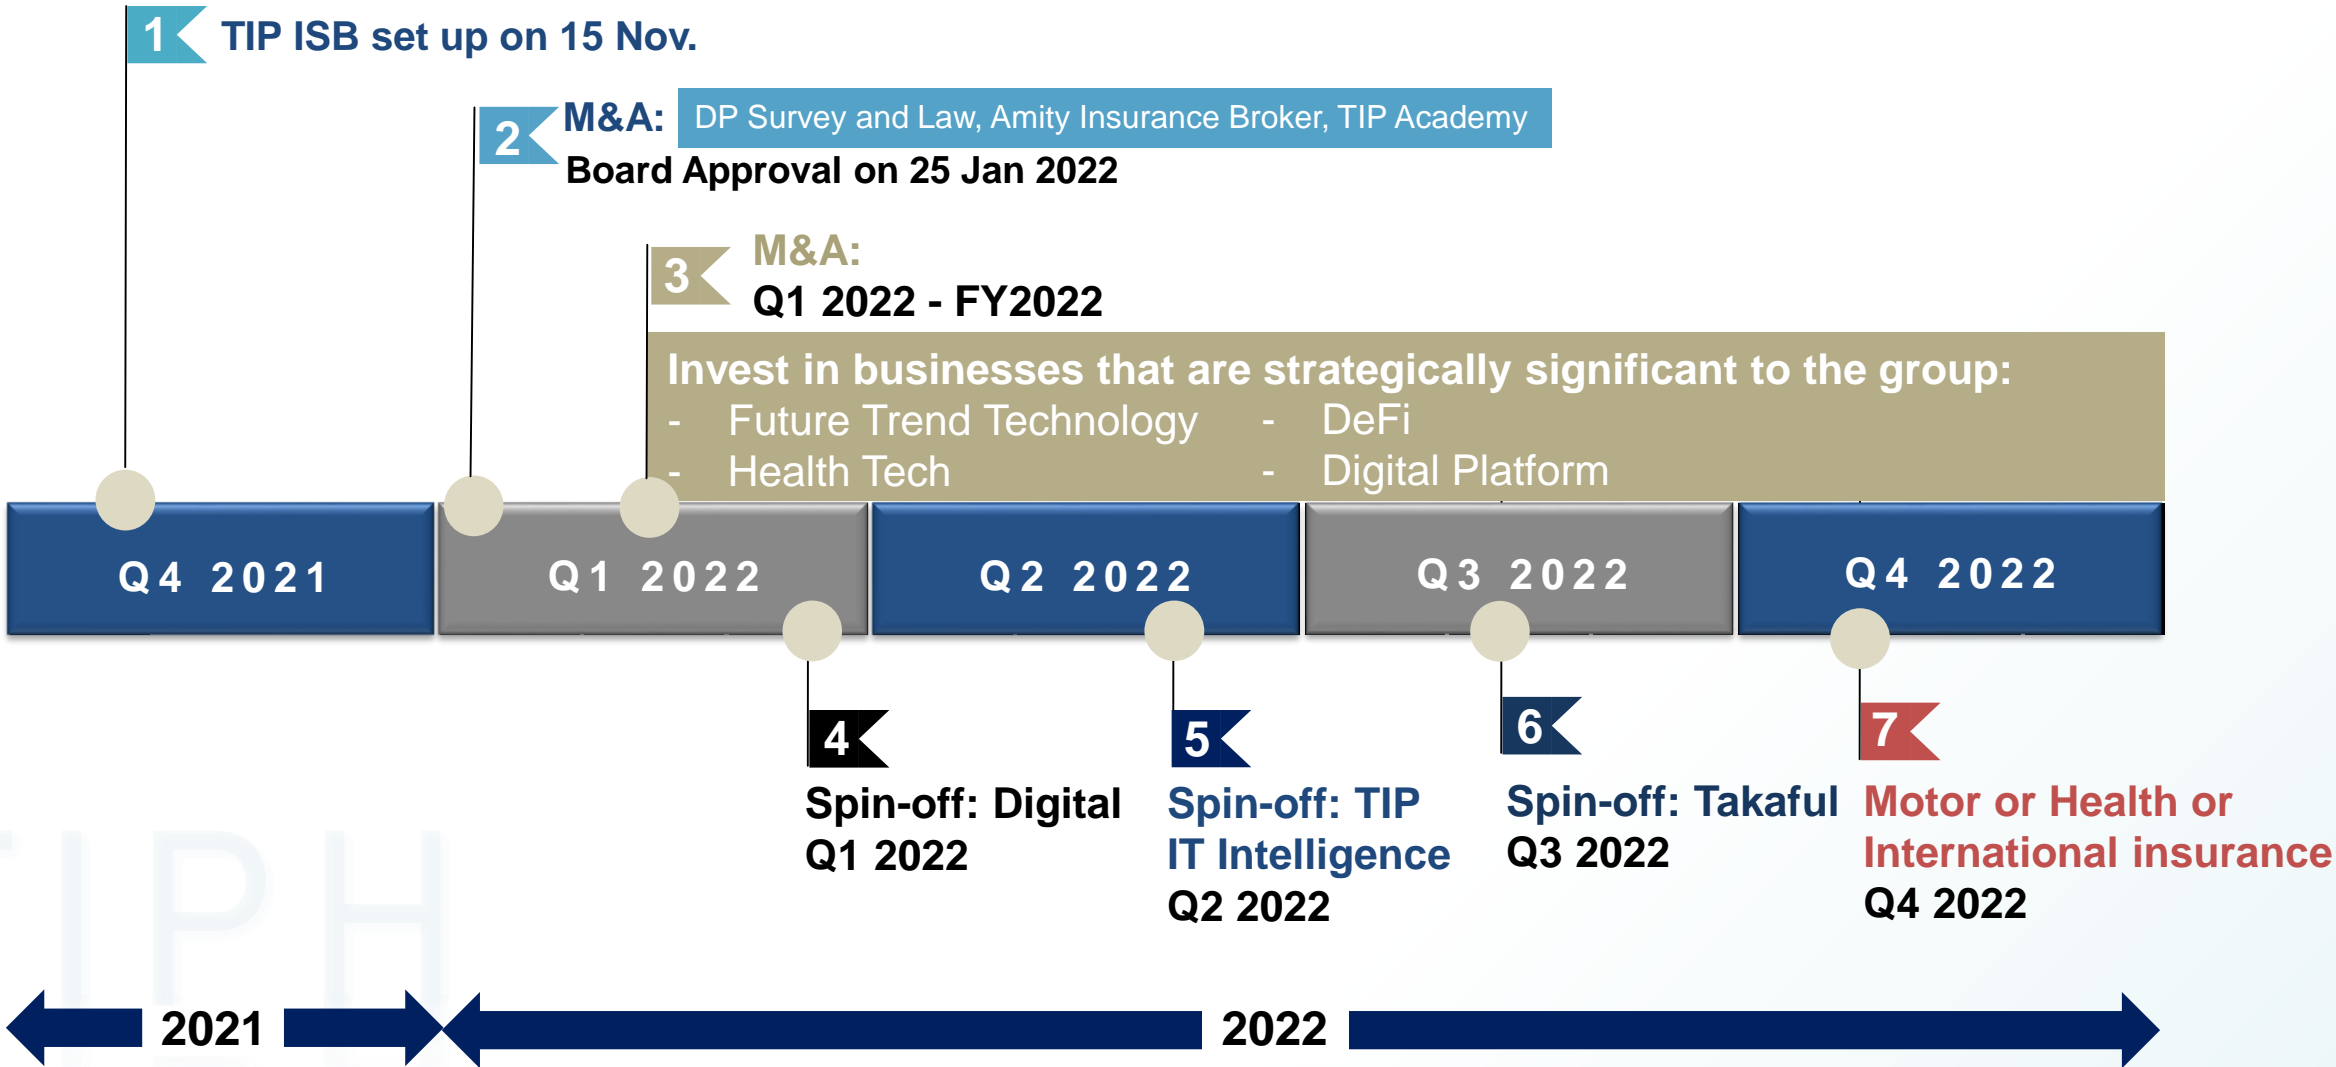 1 TIP ISB set up on 15 Nov.
2 M&A: DP Survey and Law, Amity Insurance Broker, TIP Academy
Board Approval on 25 Jan 2022
3 M&A:
Q1 2022 - FY2022
Invest in businesses that are strategically significant to the group:
- Future Trend Technology - DeFi
- Health Tech - Digital Platform
Q4 2021 Q1 2022 Q2 2022 Q3 2022 Q4 2022
4
Spin-off: Digital
Q1 2022
5
Spin-off: TIP
IT Intelligence
Q2 2022
6
Spin-off: Takaful
Q3 2022
7
Motor or Health or
International insurance
Q4 2022
TIPH
2021 2022